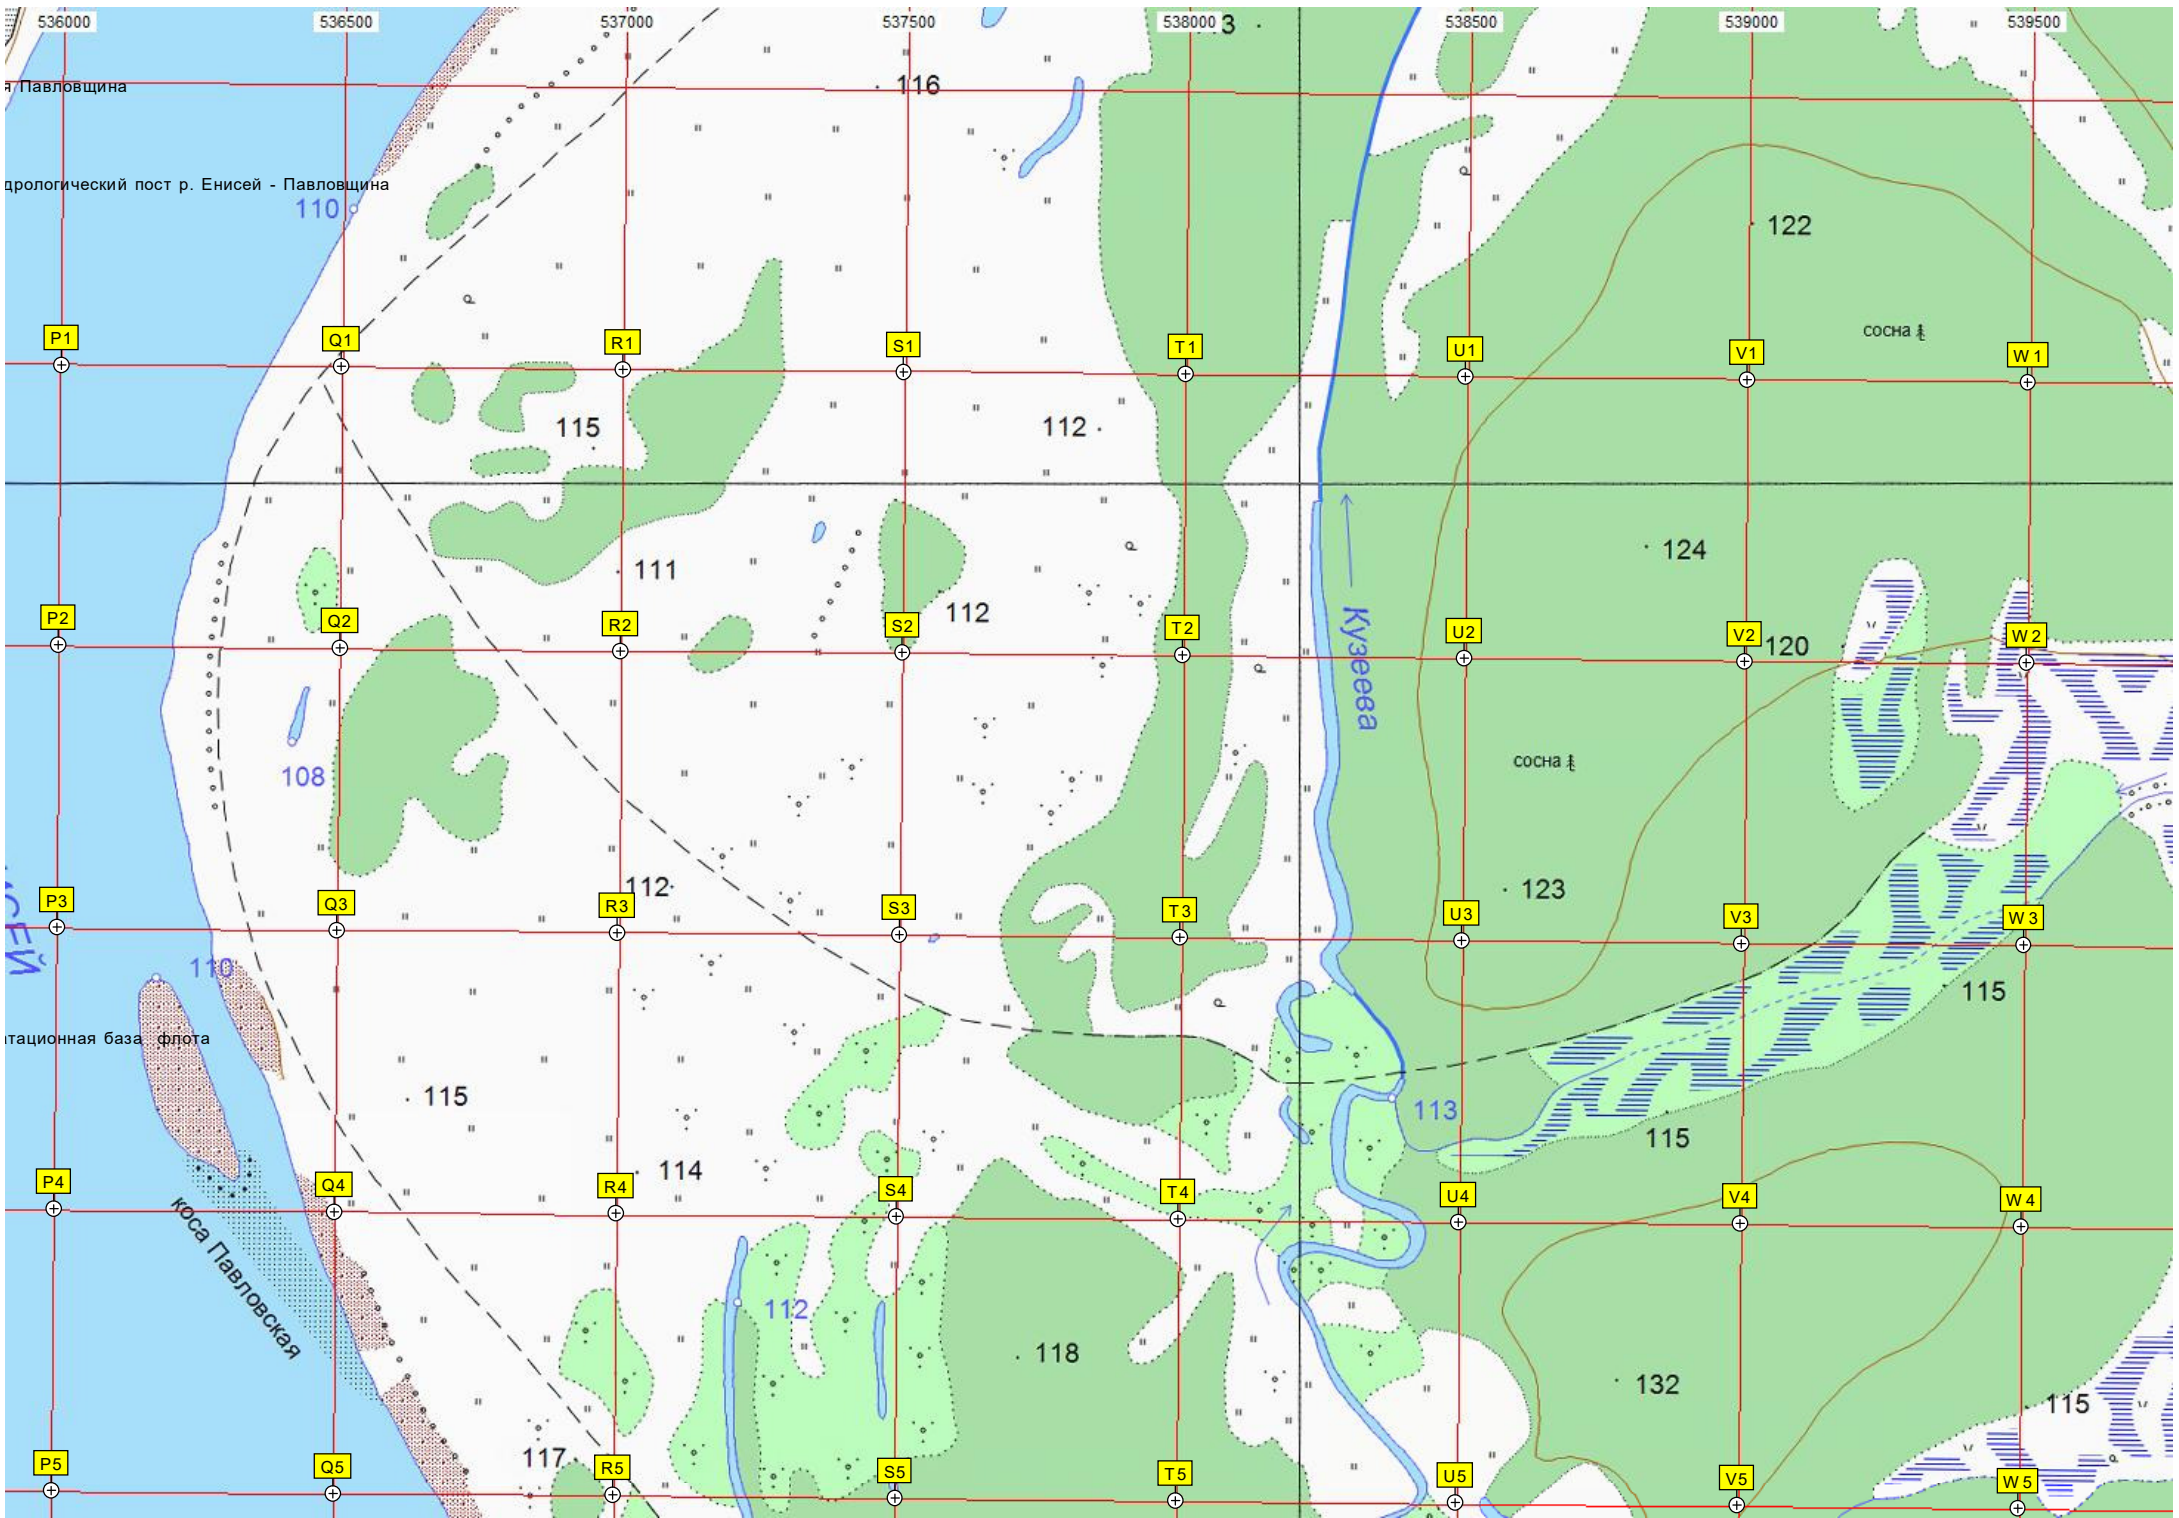 536000 536500 537000 537500 538000 538500 539000 539500
3
116
я Павловщина
дрологический пост р. Енисей - Павловщина
110
122
сосна
P1 Q1 R1 S1 T1 U1 V1 W1
115 112
124
111
112
Кузеева
P2 Q2 R2 S2 T2 U2 V2 W2
120
сосна
108
112
123
P3 Q3 R3 S3 T3 U3 V3 W3
СЕЙ
110
115
тационная база флота
115
113
115
114
P4 Q4 R4 S4 T4 U4 V4 W4
коса Павловская
112
118
132
115
117
P5 Q5 R5 S5 T5 U5 V5 W5